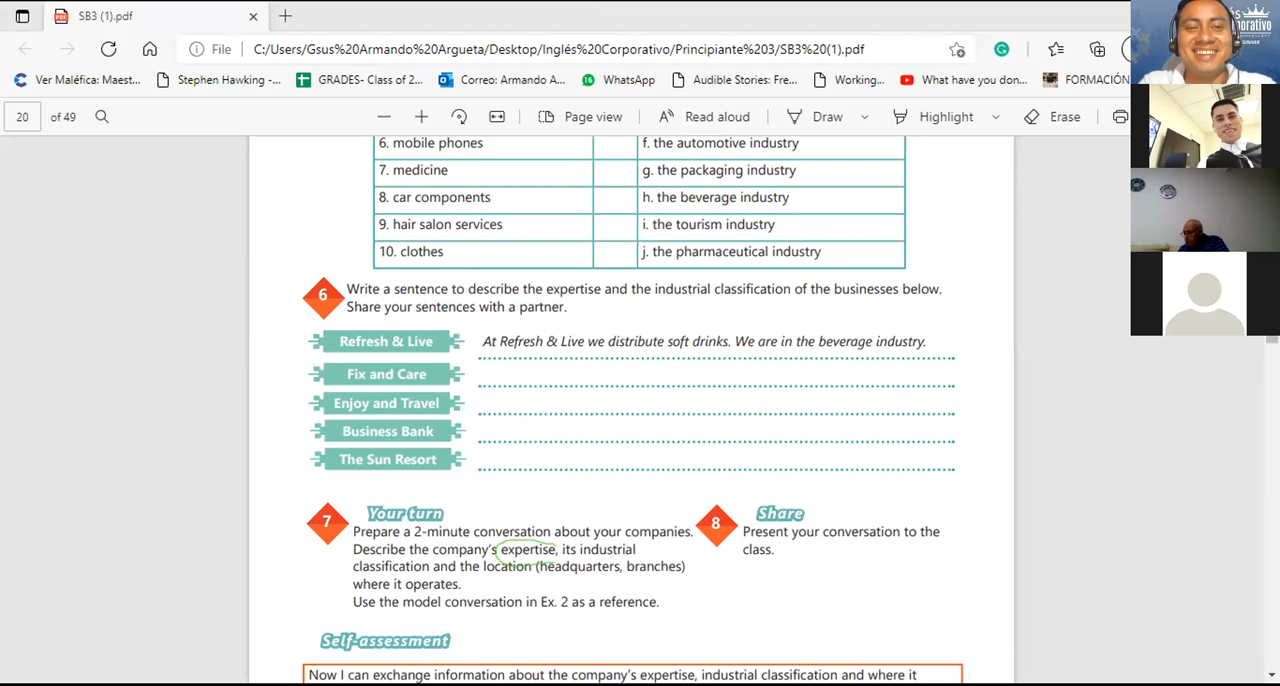 SB3 (1).pdf
File C:/Users/Gsus%20Armando%20Argueta/Desktop/Inglés%20Corporativo/Principiante%203/SB3%20(1).pdf
Ver Maléfica: Maest... Stephen Hawking -... GRADES- Class of 2... Correo: Armando A... WhatsApp Audible Stories: Fre... Working... What have you don... FORMACIÓN
20 of 49 Page view Read aloud Draw Highlight Erase
6. mobile phones f. the automotive industry
7. medicine g. the packaging industry
8. car components h. the beverage industry
9. hair salon services i. the tourism industry
10. clothes j. the pharmaceutical industry
6 Write a sentence to describe the expertise and the industrial classification of the businesses below.
Share your sentences with a partner.
Refresh & Live At Refresh & Live we distribute soft drinks. We are in the beverage industry.
Fix and Care
Enjoy and Travel
Business Bank
The Sun Resort
7 Your turn
Prepare a 2-minute conversation about your companies.
Describe the company's expertise, its industrial
classification and the location (headquarters, branches)
where it operates.
Use the model conversation in Ex. 2 as a reference.
8 Share
Present your conversation to the
class.
Self-assessment
Now I can exchange information about the company's expertise, industrial classification and where it